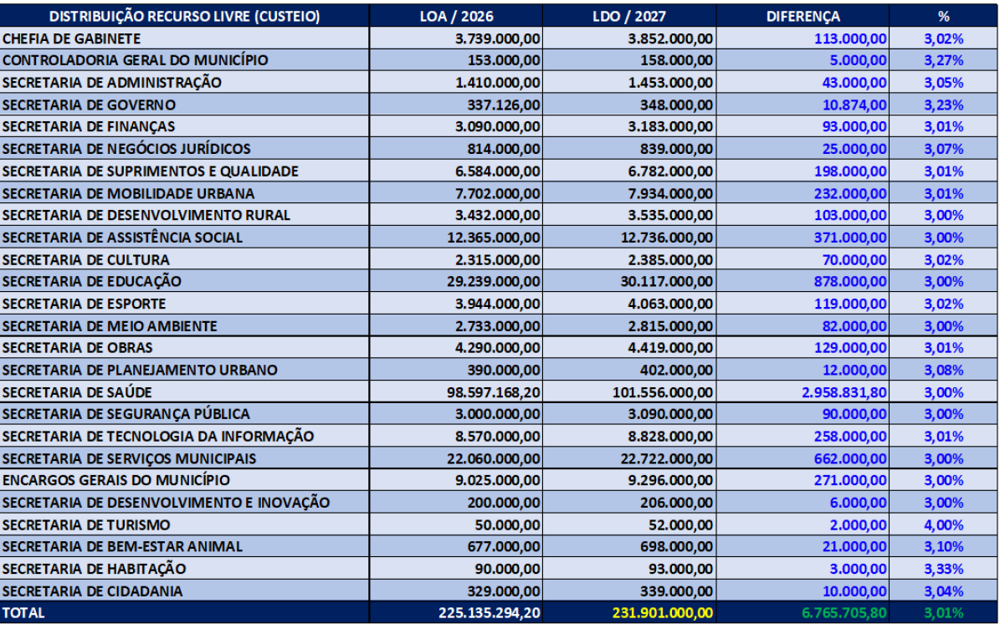 DISTRIBUIÇÃO RECURSO LIVRE (CUSTEIO) LOA / 2026 LDO / 2027 DIFERENÇA %
CHEFIA DE GABINETE 3.739.000,00 3.852.000,00 113.000,00 3,02%
CONTROLADORIA GERAL DO MUNICÍPIO 153.000,00 158.000,00 5.000,00 3,27%
SECRETARIA DE ADMINISTRAÇÃO 1.410.000,00 1.453.000,00 43.000,00 3,05%
SECRETARIA DE GOVERNO 337.126,00 348.000,00 10.874,00 3,23%
SECRETARIA DE FINANÇAS 3.090.000,00 3.183.000,00 93.000,00 3,01%
SECRETARIA DE NEGÓCIOS JURÍDICOS 814.000,00 839.000,00 25.000,00 3,07%
SECRETARIA DE SUPRIMENTOS E QUALIDADE 6.584.000,00 6.782.000,00 198.000,00 3,01%
SECRETARIA DE MOBILIDADE URBANA 7.702.000,00 7.934.000,00 232.000,00 3,01%
SECRETARIA DE DESENVOLVIMENTO RURAL 3.432.000,00 3.535.000,00 103.000,00 3,00%
SECRETARIA DE ASSISTÊNCIA SOCIAL 12.365.000,00 12.736.000,00 371.000,00 3,00%
SECRETARIA DE CULTURA 2.315.000,00 2.385.000,00 70.000,00 3,02%
SECRETARIA DE EDUCAÇÃO 29.239.000,00 30.117.000,00 878.000,00 3,00%
SECRETARIA DE ESPORTE 3.944.000,00 4.063.000,00 119.000,00 3,02%
SECRETARIA DE MEIO AMBIENTE 2.733.000,00 2.815.000,00 82.000,00 3,00%
SECRETARIA DE OBRAS 4.290.000,00 4.419.000,00 129.000,00 3,01%
SECRETARIA DE PLANEJAMENTO URBANO 390.000,00 402.000,00 12.000,00 3,08%
SECRETARIA DE SAÚDE 98.597.168,20 101.556.000,00 2.958.831,80 3,00%
SECRETARIA DE SEGURANÇA PÚBLICA 3.000.000,00 3.090.000,00 90.000,00 3,00%
SECRETARIA DE TECNOLOGIA DA INFORMAÇÃO 8.570.000,00 8.828.000,00 258.000,00 3,01%
SECRETARIA DE SERVIÇOS MUNICIPAIS 22.060.000,00 22.722.000,00 662.000,00 3,00%
ENCARGOS GERAIS DO MUNICÍPIO 9.025.000,00 9.296.000,00 271.000,00 3,00%
SECRETARIA DE DESENVOLVIMENTO E INOVAÇÃO 200.000,00 206.000,00 6.000,00 3,00%
SECRETARIA DE TURISMO 50.000,00 52.000,00 2.000,00 4,00%
SECRETARIA DE BEM-ESTAR ANIMAL 677.000,00 698.000,00 21.000,00 3,10%
SECRETARIA DE HABITAÇÃO 90.000,00 93.000,00 3.000,00 3,33%
SECRETARIA DE CIDADANIA 329.000,00 339.000,00 10.000,00 3,04%
TOTAL 225.135.294,20 231.901.000,00 6.765.705,80 3,01%